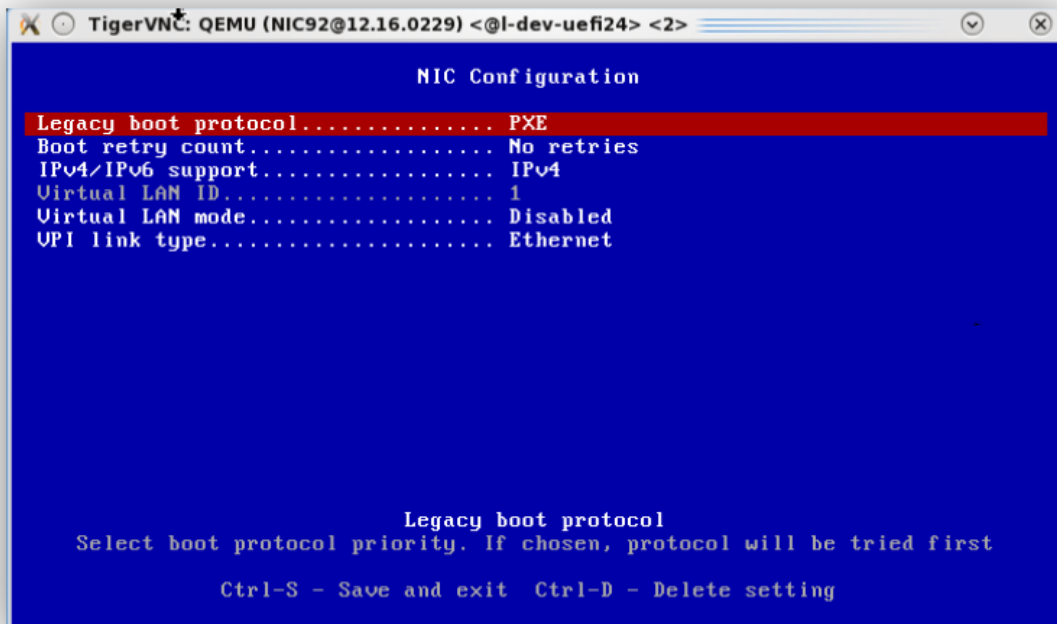 TigerVNC: QEMU (NIC92@12.16.0229) <@l-dev-uefi24> <2>
NIC Configuration
Legacy boot protocol............... PXE
Boot retry count................... No retries
IPv4/IPv6 support.................. IPv4
Virtual LAN ID..................... 1
Virtual LAN mode................... Disabled
VPI link type...................... Ethernet
Legacy boot protocol
Select boot protocol priority. If chosen, protocol will be tried first
Ctrl-S - Save and exit Ctrl-D - Delete setting